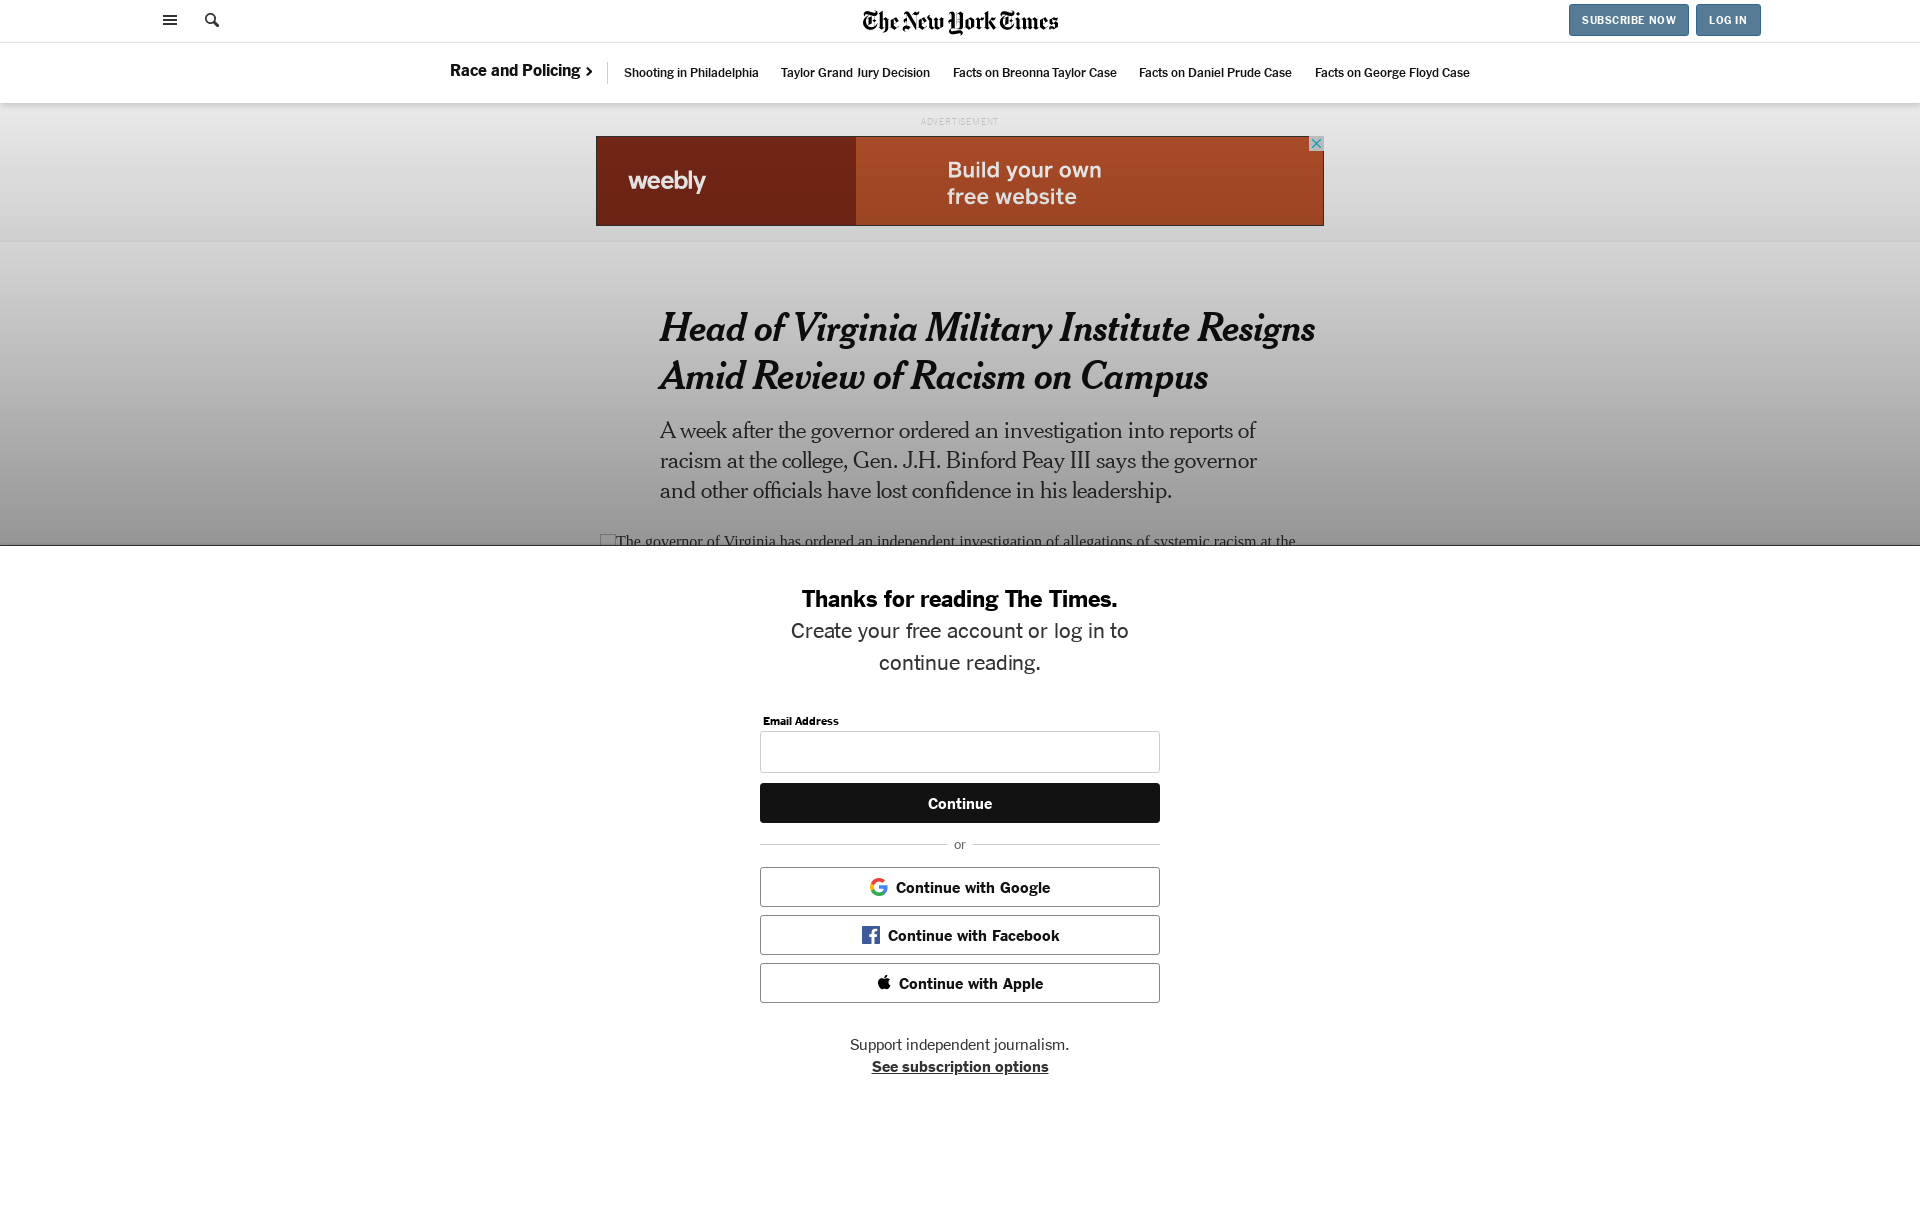 The New York Times
SUBSCRIBE NOW
LOG IN
Race and Policing
Shooting in Philadelphia
Taylor Grand Jury Decision
Facts on Breonna Taylor Case
Facts on Daniel Prude Case
Facts on George Floyd Case
ADVERTISEMENT
weebly
Build your own
free website
Head of Virginia Military Institute Resigns
Amid Review of Racism on Campus
A week after the governor ordered an investigation into reports of
racism at the college, Gen. J.H. Binford Peay III says the governor
and other officials have lost confidence in his leadership.
The governor of Virginia has ordered an independent investigation of allegations of systemic racism at the
Thanks for reading The Times.
Create your free account or log in to
continue reading.
Email Address
Continue
or
Continue with Google
Continue with Facebook
Continue with Apple
Support independent journalism.
See subscription options